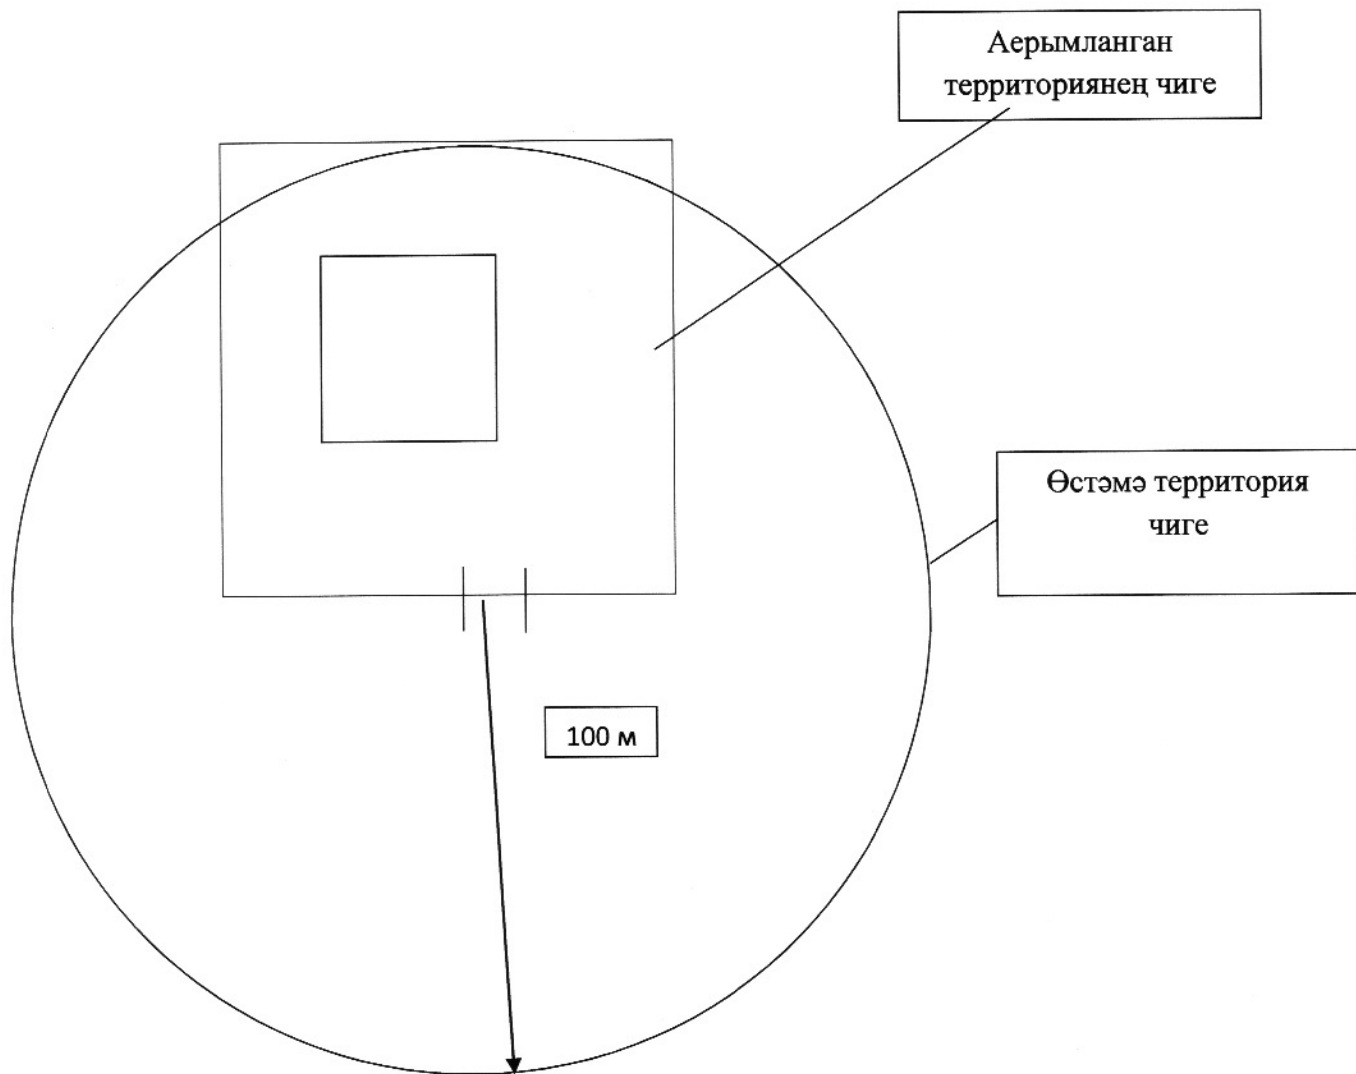 Аерымланган
территориянең чиге
Өстәмә территория
чиге
100 м